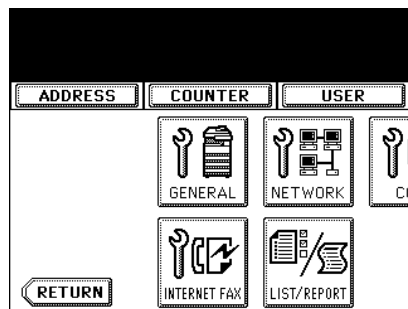 ADDRESS COUNTER USER
GENERAL NETWORK
INTERNET FAX LIST/REPORT
RETURN